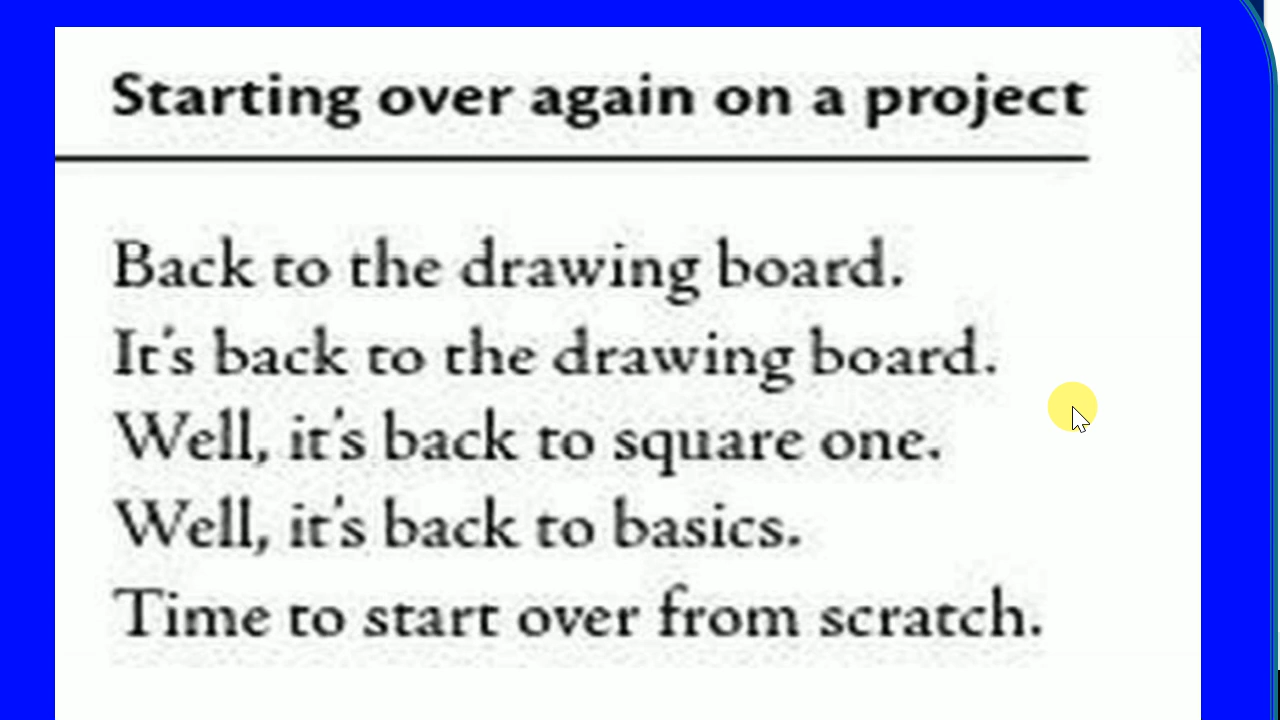 Starting over again on a project
Back to the drawing board.
It's back to the drawing board.
Well, it's back to square one.
Well, it's back to basics.
Time to start over from scratch.